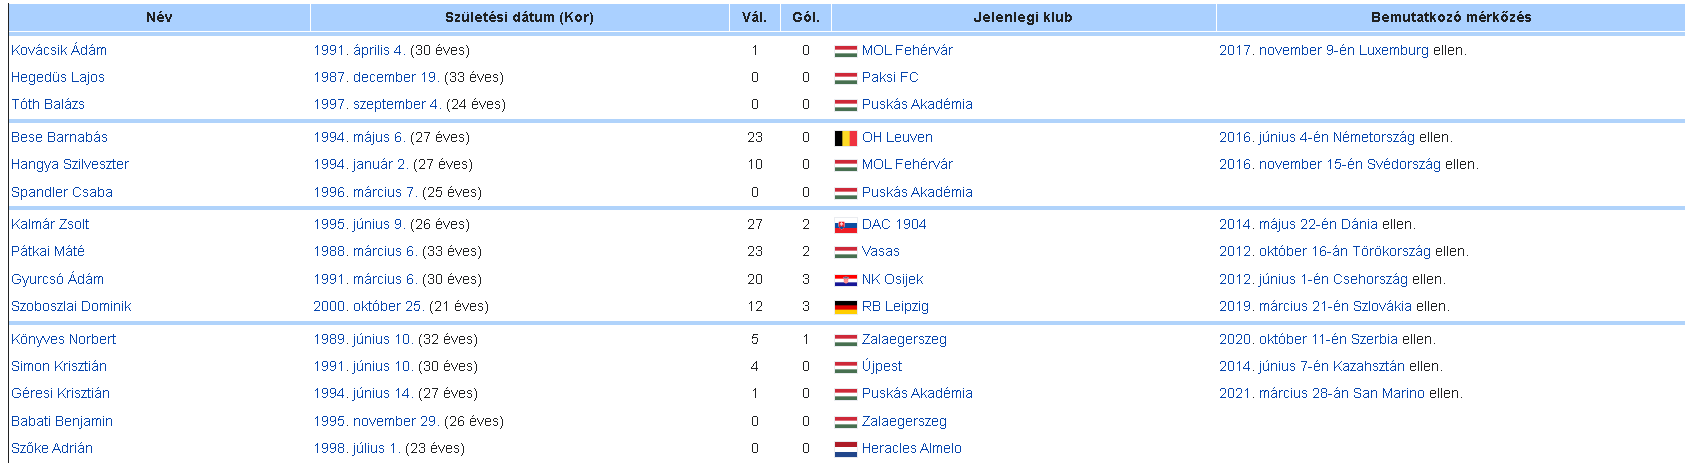 Név Születési dátum (Kor) Vál. Gól. Jelenlegi klub Bemutatkozó mérkőzés
Kovácsik Ádám 1991. április 4. (30 éves) 1 0 MOL Fehérvár 2017. november 9-én Luxemburg ellen.
Hegedüs Lajos 1987. december 19. (33 éves) 0 0 Paksi FC
Tóth Balázs 1997. szeptember 4. (24 éves) 0 0 Puskás Akadémia
Bese Barnabás 1994. május 6. (27 éves) 23 0 OH Leuven 2016. június 4-én Németország ellen.
Hangya Szilveszter 1994. január 2. (27 éves) 10 0 MOL Fehérvár 2016. november 15-én Svédország ellen.
Spandler Csaba 1996. március 7. (25 éves) 0 0 Puskás Akadémia
Kalmár Zsolt 1995. június 9. (26 éves) 27 2 DAC 1904 2014. május 22-én Dánia ellen.
Pátkai Máté 1988. március 6. (33 éves) 23 2 Vasas 2012. október 16-án Törökország ellen.
Gyurcsó Ádám 1991. március 6. (30 éves) 20 3 NK Osijek 2012. június 1-én Csehország ellen.
Szoboszlai Dominik 2000. október 25. (21 éves) 12 3 RB Leipzig 2019. március 21-én Szlovákia ellen.
Könyves Norbert 1989. június 10. (32 éves) 5 1 Zalaegerszeg 2020. október 11-én Szerbia ellen.
Simon Krisztián 1991. június 10. (30 éves) 4 0 Újpest 2014. június 7-én Kazahsztán ellen.
Géresi Krisztián 1994. június 14. (27 éves) 1 0 Puskás Akadémia 2021. március 28-án San Marino ellen.
Babati Benjamin 1995. november 29. (26 éves) 0 0 Zalaegerszeg
Szőke Adrián 1998. július 1. (23 éves) 0 0 Heracles Almelo